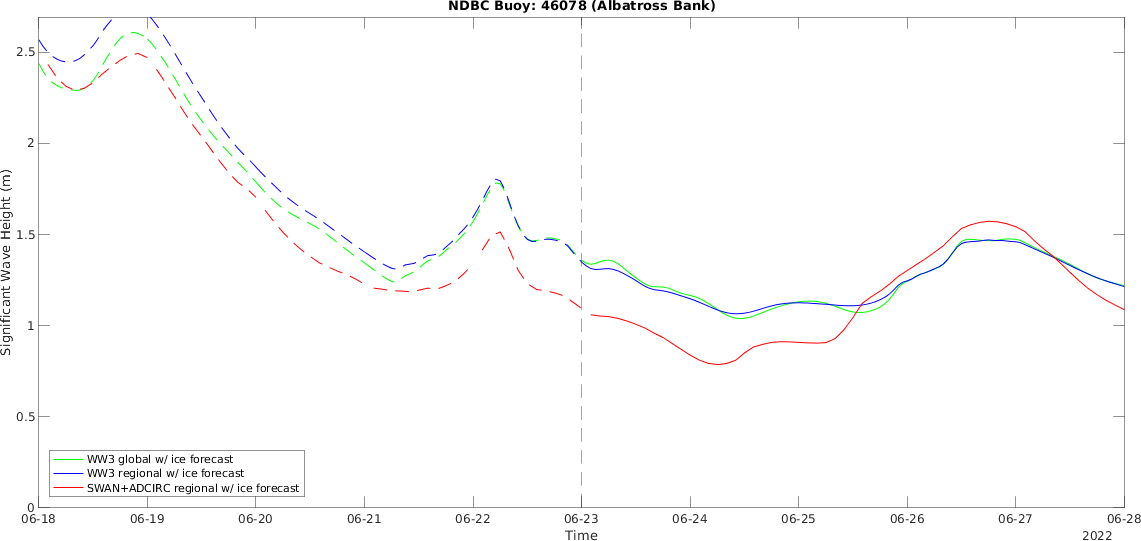 NDBC Buoy: 46078 (Albatross Bank)
Significant Wave Height (m)
2.5
2
1.5
1
0.5
0
WW3 global w/ ice forecast
WW3 regional w/ ice forecast
SWAN+ADCIRC regional w/ ice forecast
06-18 06-19 06-20 06-21 06-22 06-23 06-24 06-25 06-26 06-27 06-28
Time
2022